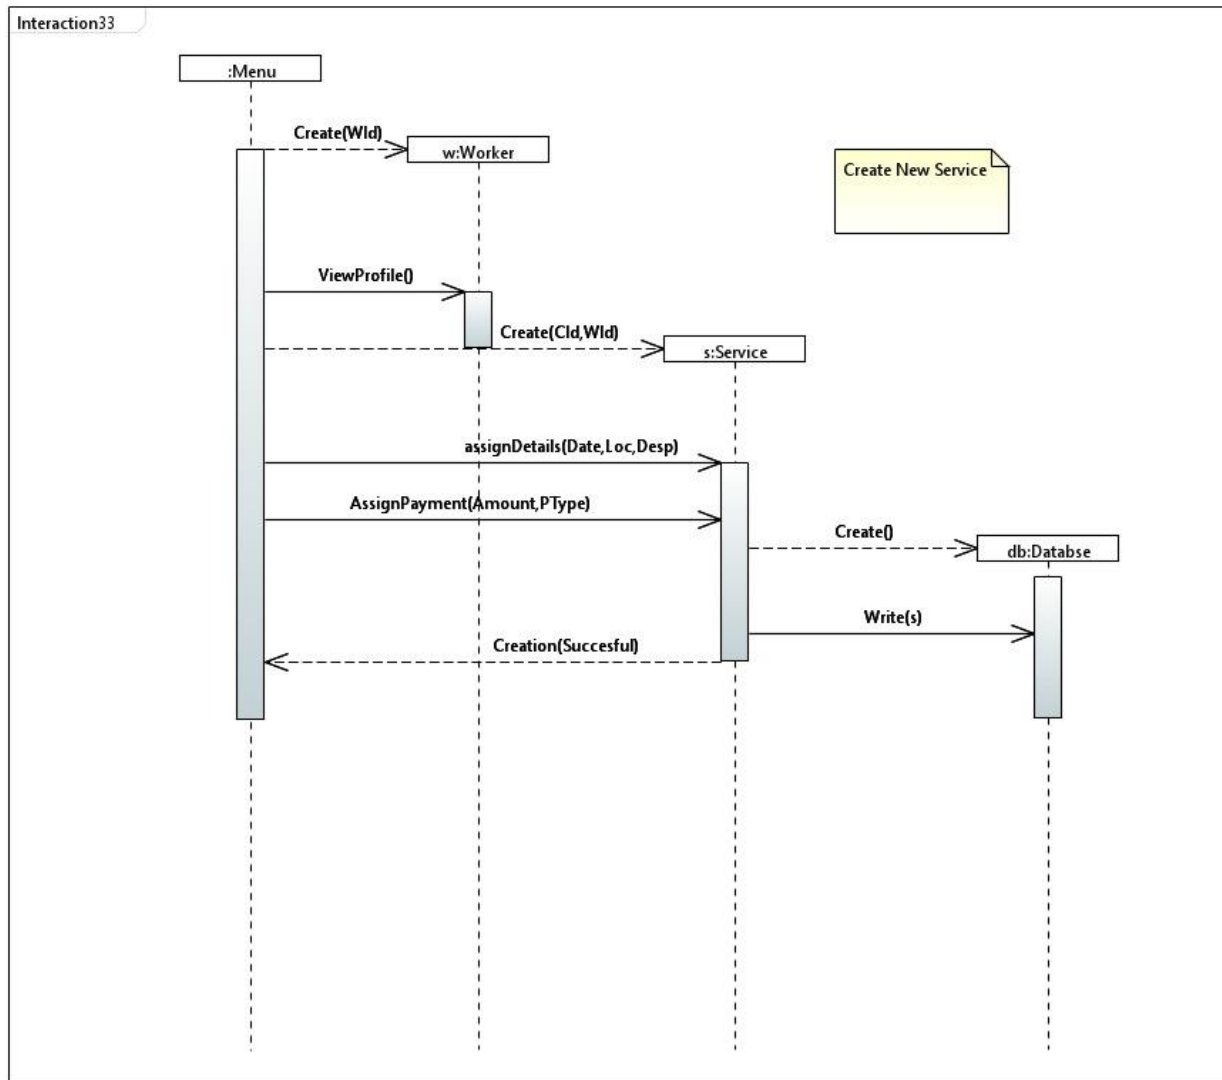 Interaction33
:Menu
Create(WId)
w:Worker
Create New Service
ViewProfile()
Create(CId,WId)
s:Service
assignDetails(Date,Loc,Desp)
AssignPayment(Amount,PType)
Create()
db:Databse
Write(s)
Creation(Succesful)